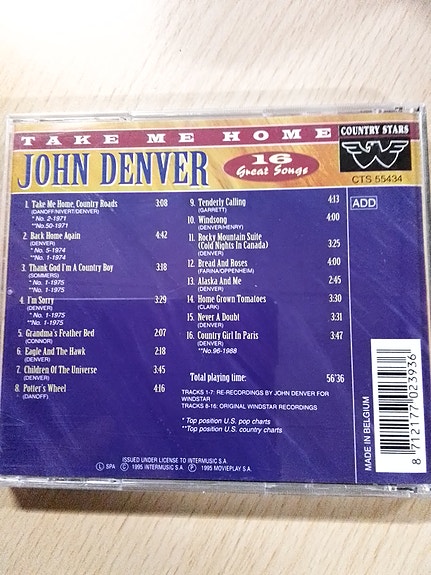 TAKE ME HOME
COUNTRY STARS
JOHN DENVER
16
Great Songs
CTS 55434
ADD
1. Take Me Home, Country Roads 3:08
(DANOFF/NIVERT/DENVER)
* No. 2-1971
**No.50-1971
2. Back Home Again 4:42
(DENVER)
* No. 5-1974
** No. 1-1974
3. Thank God I'm A Country Boy 3:18
(SOMMERS)
* No. 1-1975
** No. 1-1975
4. I'm Sorry 3:29
(DENVER)
* No. 1-1975
** No. 1-1975
5. Grandma's Feather Bed 2:07
(CONNOR)
6. Eagle And The Hawk 2:18
(DENVER)
7. Children Of The Universe 3:45
(DENVER)
8. Potter's Wheel 4:16
(DANOFF)
9. Tenderly Calling 4:13
(GARRETT)
10. Windsong 4:00
(DENVER/HENRY)
11. Rocky Mountain Suite
(Cold Nights In Canada) 3:25
(DENVER)
12. Bread And Roses 4:00
(FARINA/OPPENHEIM)
13. Alaska And Me 2:45
(DENVER)
14. Home Grown Tomatoes 3:30
(CLARK)
15. Never A Doubt 3:31
(DENVER)
16. Country Girl In Paris 3:47
(DENVER)
**No.96-1988
Total playing time: 56'36
TRACKS 1-7: RE-RECORDINGS BY JOHN DENVER FOR
WINDSTAR
TRACKS 8-16: ORIGINAL WINDSTAR RECORDINGS
* Top position U.S. pop charts
**Top position U.S. country charts
ISSUED UNDER LICENSE TO INTERMUSIC S.A
Ⓛ SPA © 1995 INTERMUSIC S.A ℗ 1995 MOVIEPLAY S.A.
MADE IN BELGIUM
8 712177 023936